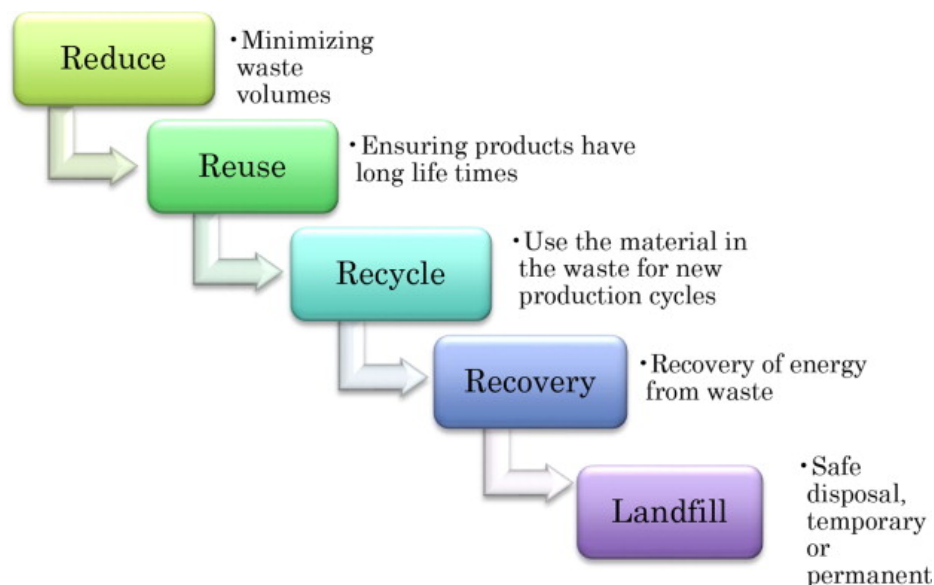 Reduce
• Minimizing
waste
volumes
Reuse
• Ensuring products have
long life times
Recycle
• Use the material in
the waste for new
production cycles
Recovery
• Recovery of energy
from waste
Landfill
• Safe
disposal,
temporary
or
permanent